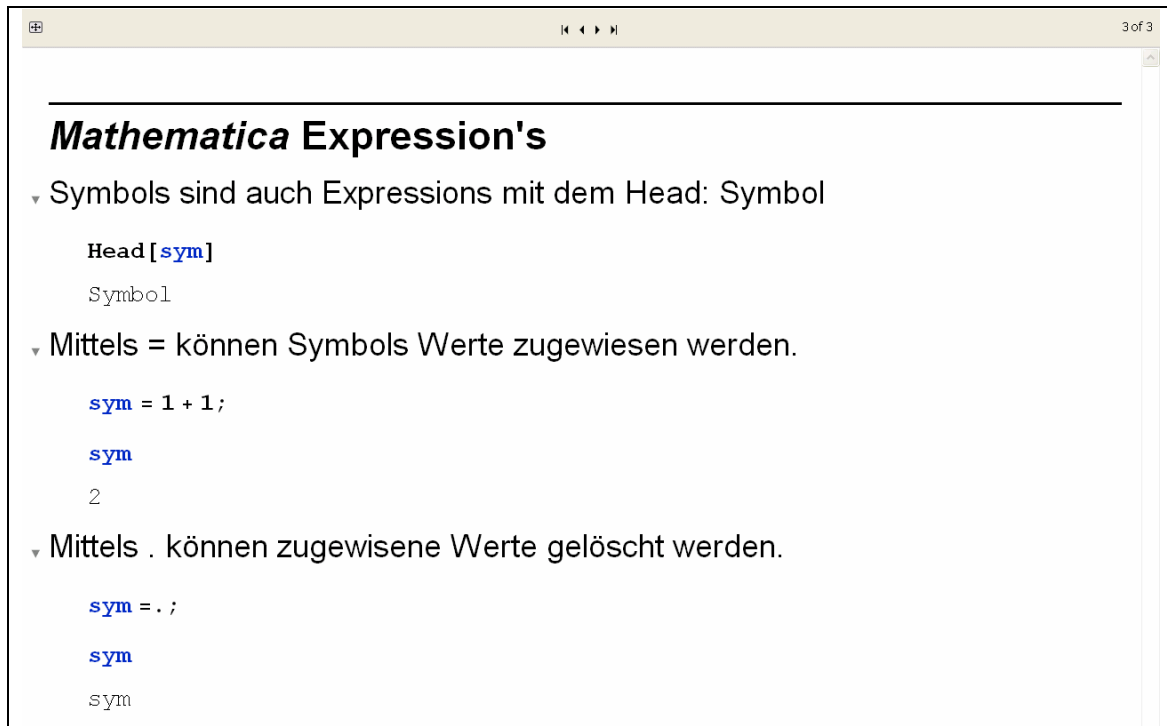 3 of 3
Mathematica Expression's
Symbols sind auch Expressions mit dem Head: Symbol
Head[sym]
Symbol
Mittels = können Symbols Werte zugewiesen werden.
sym = 1 + 1;
sym
2
Mittels . können zugewisene Werte gelöscht werden.
sym =.;
sym
sym